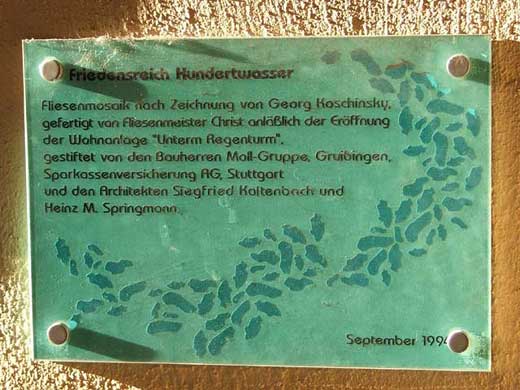 Friedensreich Hundertwasser
Fliesenmosaik nach Zeichnung von Georg Koschinsky,
gefertigt von Fliesenmeister Christ anläßlich der Eröffnung
der Wohnanlage "Unterm Regenturm",
gestiftet von den Bauherren Moll-Gruppe, Gruibingen,
Sparkassenversicherung AG, Stuttgart
und den Architekten Siegfried Kaltenbach und
Heinz M. Springmann.
September 1994